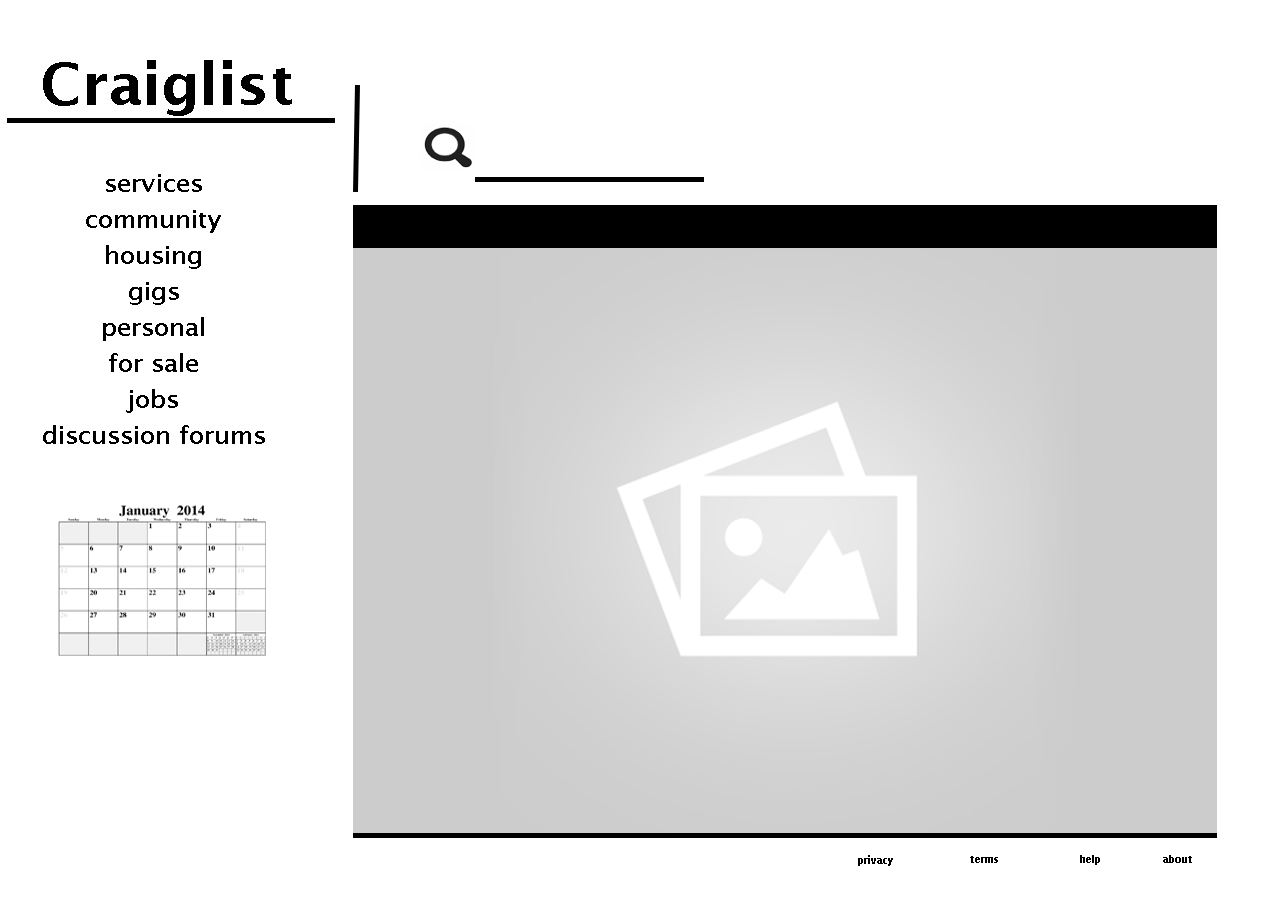 Craiglist
services
community
housing
gigs
personal
for sale
jobs
discussion forums
January 2014
Sunday Monday Tuesday Wednesday Thursday Friday Saturday
1 2 3 4
5 6 7 8 9 10 11
12 13 14 15 16 17 18
19 20 21 22 23 24 25
26 27 28 29 30 31
privacy terms help about